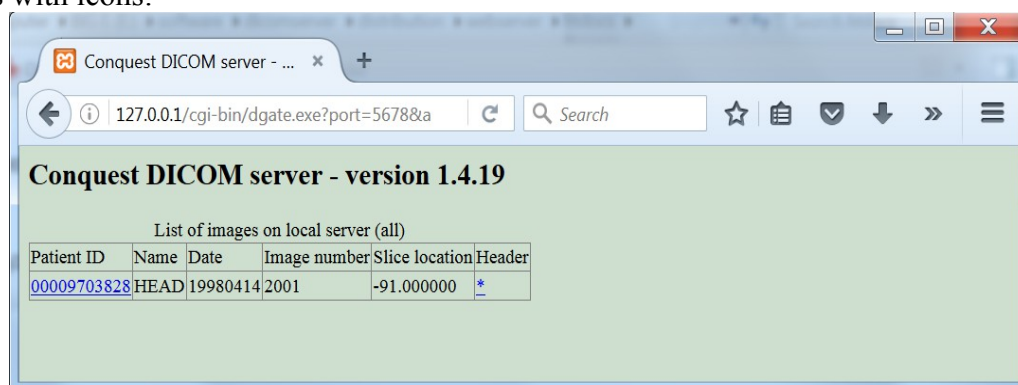 with icons.
Conquest DICOM server - ... × +
127.0.0.1/cgi-bin/dgate.exe?port=5678&a Search
Conquest DICOM server - version 1.4.19
List of images on local server (all)
Patient ID Name Date Image number Slice location Header
00009703828 HEAD 19980414 2001 -91.000000 *